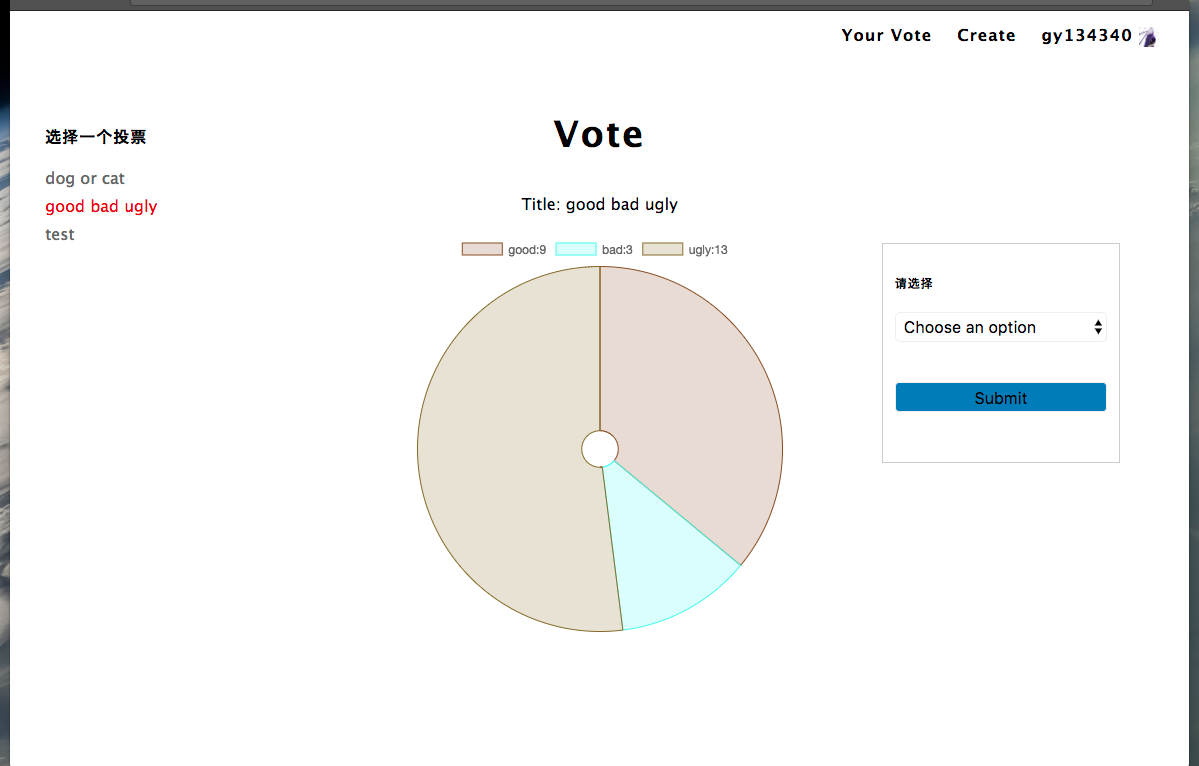 Your Vote Create gy134340
选择一个投票
dog or cat
good bad ugly
test
Vote
Title: good bad ugly
good:9 bad:3 ugly:13
请选择
Choose an option
Submit